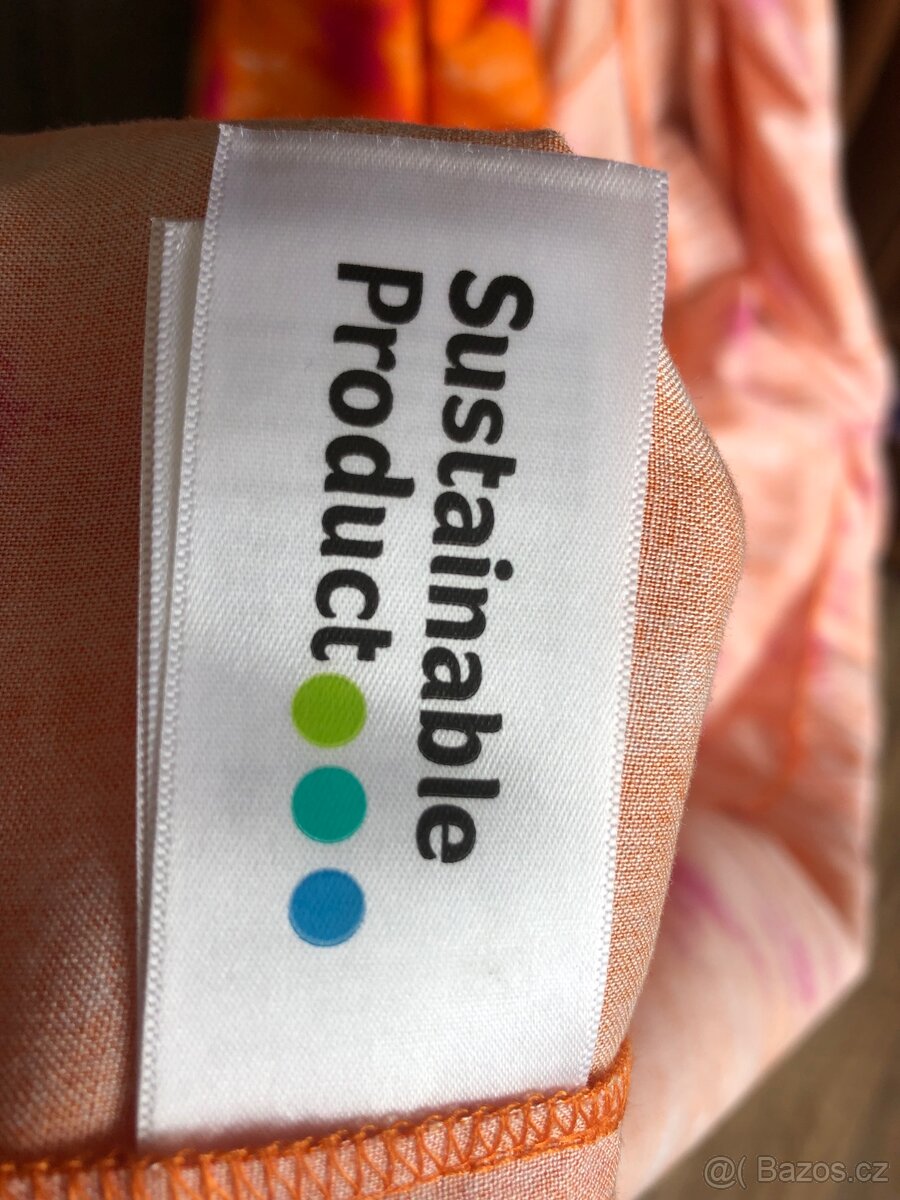 Sustainable
Product
@( Bazos.cz